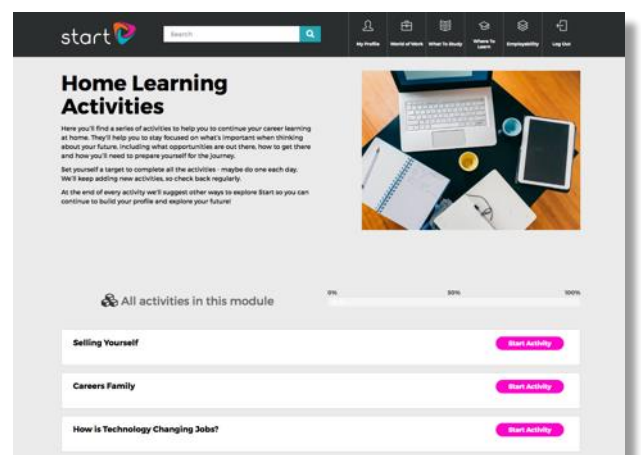 start
Search
My Profile
World of Work
What To Study
Where To
Learn
Employability
Log Out
Home Learning
Activities
Here you'll find a series of activities to help you to continue your career learning
at home. They'll help you to stay focused on what's important when thinking
about your future, including what opportunities are out there, how to get there
and how you'll need to prepare yourself for the journey.
Set yourself a target to complete all the activities - maybe do one each day.
We'll keep adding new activities, so check back regularly.
At the end of every activity we'll suggest other ways to explore Start so you can
continue to build your profile and explore your future!
All activities in this module
0%
50%
100%
Selling Yourself
Start Activity
Careers Family
Start Activity
How is Technology Changing Jobs?
Start Activity